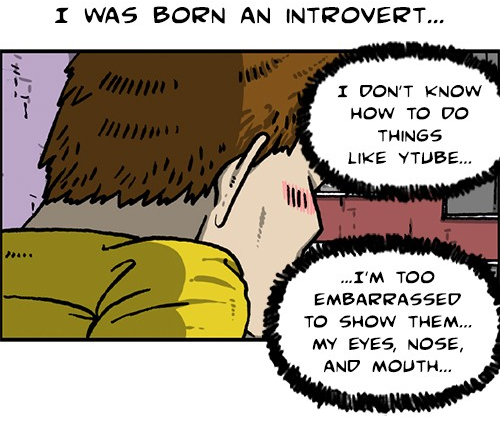 I WAS BORN AN INTROVERT...
I DON'T KNOW
HOW TO DO
THINGS
LIKE YTUBE...
...I'M TOO
EMBARRASSED
TO SHOW THEM...
MY EYES, NOSE,
AND MOUTH...